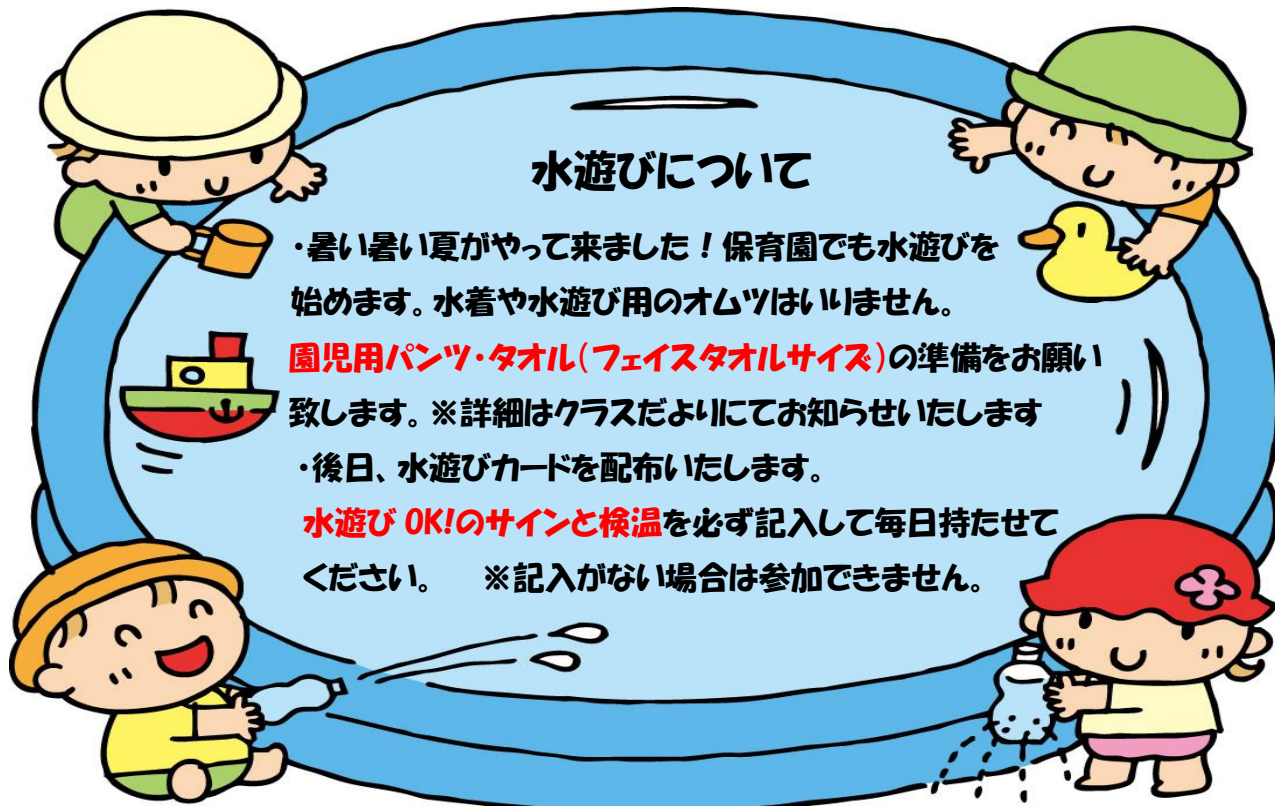 水遊びについて
・暑い暑い夏がやって来ました！保育園でも水遊びを
始めます。水着や水遊び用のオムツはいりません。
園児用パンツ・タオル(フェイスタオルサイズ)の準備をお願い
致します。※詳細はクラスだよりにてお知らせいたします
・後日、水遊びカードを配布いたします。
水遊び OK!のサインと検温を必ず記入して毎日持たせて
ください。　※記入がない場合は参加できません。